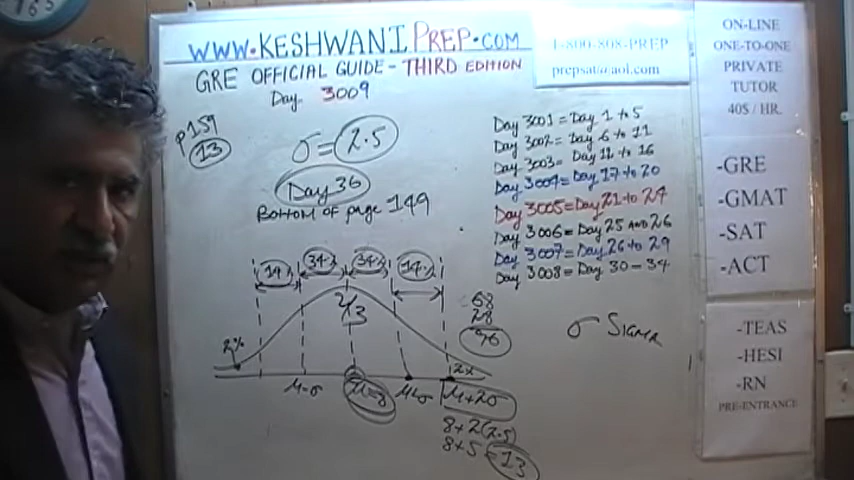 WWW.KESHWANIPREP.COM
GRE OFFICIAL GUIDE - THIRD EDITION
Day 3009
1-800-808-PREP
prepsat@aol.com
P159
13
σ = 2.5
Day 36
BOTTOM OF page 149
Day 3001 = Day 1 to 5
Day 3002 = Day 6 to 11
Day 3003 = Day 12 to 16
Day 3004 = Day 17 to 20
Day 3005 = Day 21 to 24
Day 3006 = Day 25 AND 26
Day 3007 = Day 26 to 29
Day 3008 = Day 30 - 34
34%
34%
14%
2/3
68
28
96
σ SIGMA
2%
2%
μ-σ
μ=8
μ+2σ
8+2(2.5)
8+5=13
ON-LINE
ONE-TO-ONE
PRIVATE
TUTOR
40$ / HR.
-GRE
-GMAT
-SAT
-ACT
-TEAS
-HESI
-RN
PRE-ENTRANCE